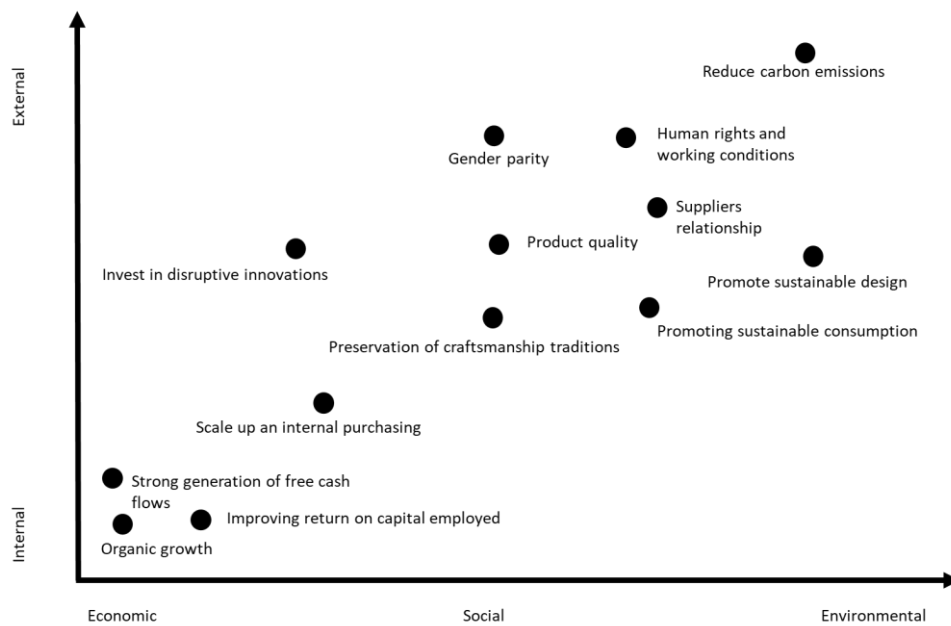 External
Reduce carbon emissions
Gender parity
Human rights and
working conditions
Suppliers
relationship
Product quality
Invest in disruptive innovations
Promote sustainable design
Promoting sustainable consumption
Preservation of craftsmanship traditions
Scale up an internal purchasing
Strong generation of free cash
flows
Improving return on capital employed
Organic growth
Internal
Economic
Social
Environmental